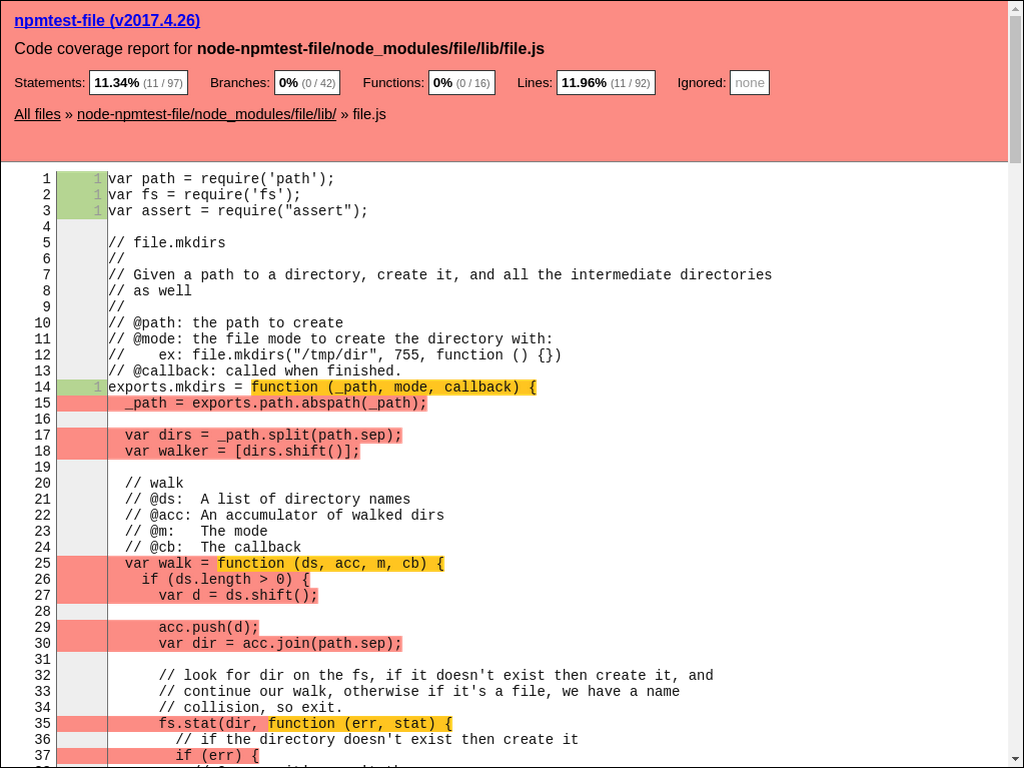 npmtest-file (v2017.4.26)
Code coverage report for node-npmtest-file/node_modules/file/lib/file.js
Statements: 11.34% (11 / 97) Branches: 0% (0 / 42) Functions: 0% (0 / 16) Lines: 11.96% (11 / 92) Ignored: none
All files » node-npmtest-file/node_modules/file/lib/ » file.js
1 1 var path = require('path');
2 1 var fs = require('fs');
3 1 var assert = require("assert");
4
5 // file.mkdirs
6 //
7 // Given a path to a directory, create it, and all the intermediate directories
8 // as well
9 //
10 // @path: the path to create
11 // @mode: the file mode to create the directory with:
12 //    ex: file.mkdirs("/tmp/dir", 755, function () {})
13 // @callback: called when finished.
14 1 exports.mkdirs = function (_path, mode, callback) {
15   _path = exports.path.abspath(_path);
16
17   var dirs = _path.split(path.sep);
18   var walker = [dirs.shift()];
19
20   // walk
21   // @ds:  A list of directory names
22   // @acc: An accumulator of walked dirs
23   // @m:   The mode
24   // @cb:  The callback
25   var walk = function (ds, acc, m, cb) {
26     if (ds.length > 0) {
27       var d = ds.shift();
28
29       acc.push(d);
30       var dir = acc.join(path.sep);
31
32       // look for dir on the fs, if it doesn't exist then create it, and
33       // continue our walk, otherwise if it's a file, we have a name
34       // collision, so exit.
35       fs.stat(dir, function (err, stat) {
36         // if the directory doesn't exist then create it
37         if (err) {